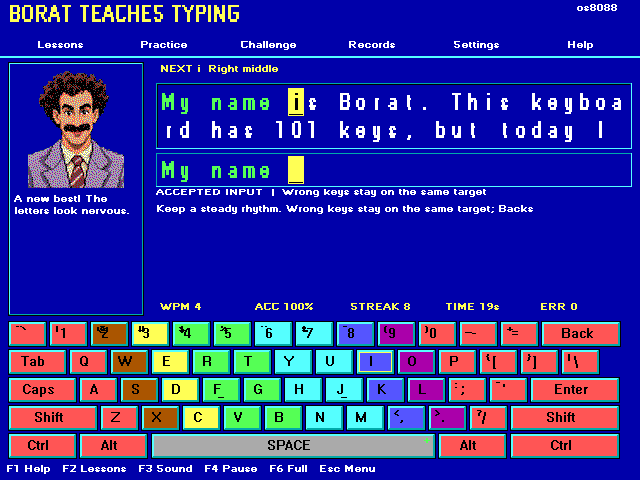 BORAT TEACHES TYPING
os8088
Lessons Practice Challenge Records Settings Help
NEXT i Right middle
My name is Borat. This keyboa
rd has 101 keys, but today I
My name
ACCEPTED INPUT | Wrong keys stay on the same target
Keep a steady rhythm. Wrong keys stay on the same target; Backs
A new best! The
letters look nervous.
WPM 4 ACC 100% STREAK 8 TIME 19s ERR 0
1 2 3 4 5 6 7 8 9 0 - = Back
Tab Q W E R T Y U I O P [ ] \
Caps A S D F G H J K L ; ' Enter
Shift Z X C V B N M , . / Shift
Ctrl Alt SPACE Alt Ctrl
F1 Help F2 Lessons F3 Sound F4 Pause F6 Full Esc Menu